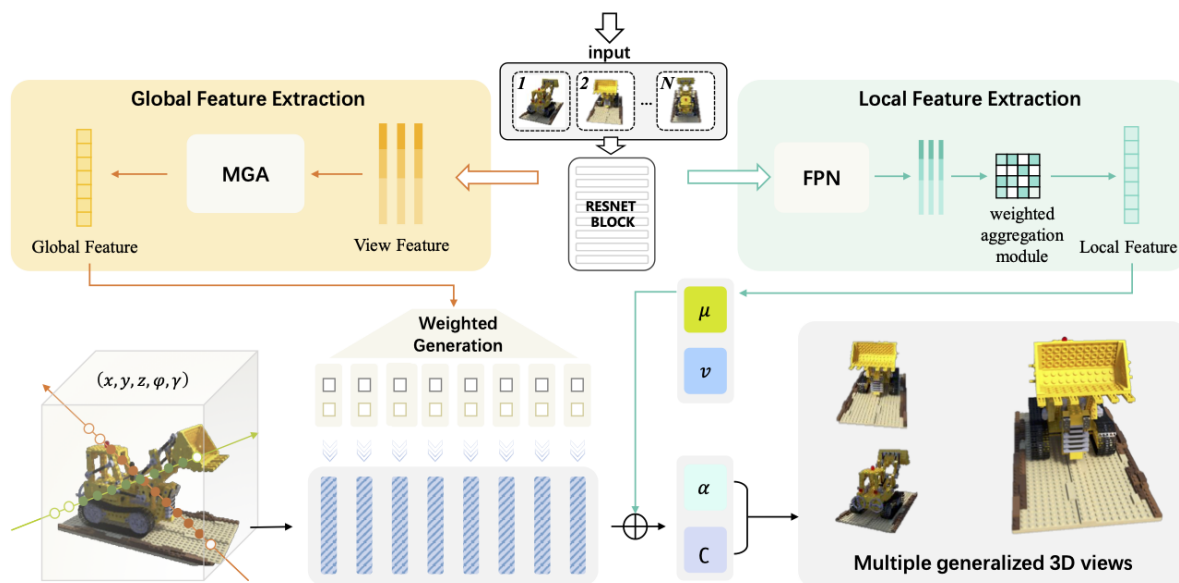 input
1 2 ... N
Global Feature Extraction
MGA
Global Feature
View Feature
RESNET
BLOCK
Local Feature Extraction
FPN
weighted
aggregation
module
Local Feature
Weighted
Generation
μ
v
(x, y, z, φ, γ)
α
C
Multiple generalized 3D views